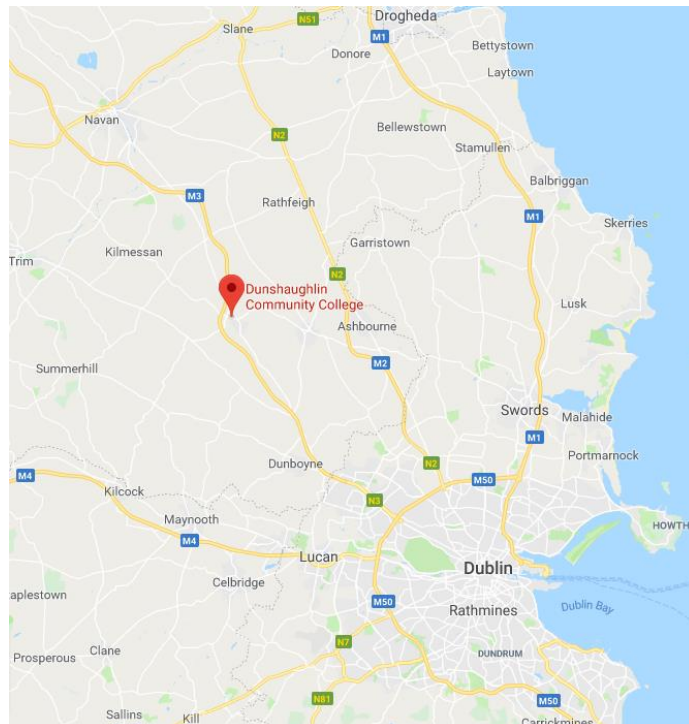 Drogheda
N51
Slane
M1
Bettystown
Donore
Laytown
Navan
N2
Bellewstown
Stamullen
Balbriggan
M3
M1
Rathfeigh
Skerries
Garristown
Kilmessan
Trim
N2
Dunshaughlin
Community College
Lusk
Ashbourne
M2
Summerhill
Swords
Malahide
M1
Portmarnock
Dunboyne
N2
M4
M50
Kilcock
N3
Maynooth
HOWTH
M4
Lucan
Dublin
Celbridge
M50
Dublin Bay
aplestown
Rathmines
N7
Clane
Prosperous
DUNDRUM
N81
M50
Sallins
Kill
Carrickmines